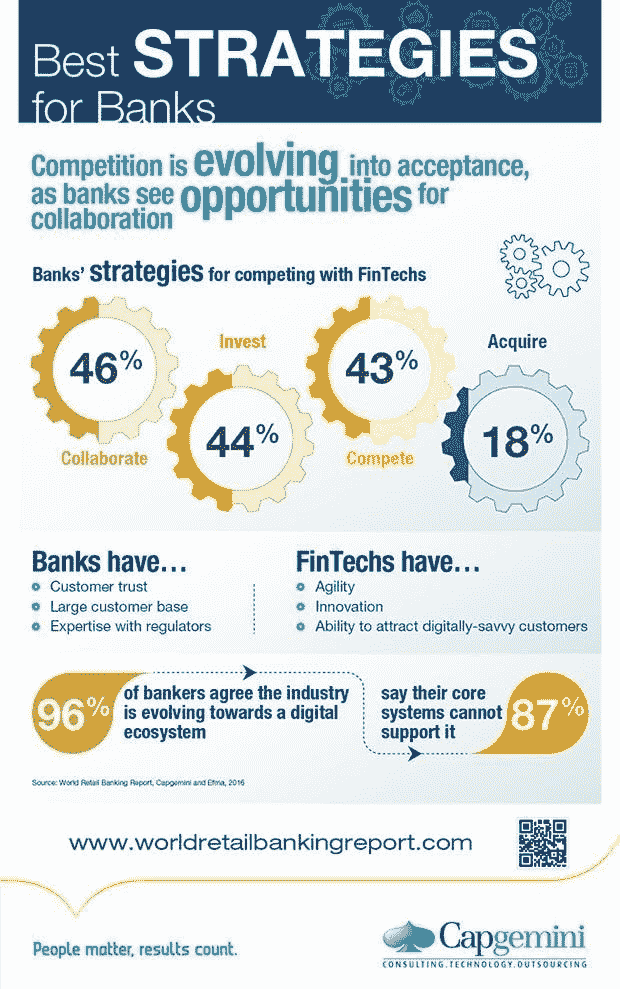 Best STRATEGIES
for Banks
Competition is evolving into acceptance,
as banks see opportunities for
collaboration
Banks' strategies for competing with FinTechs
46%
Collaborate
Invest
44%
43%
Compete
Acquire
18%
Banks have...
Customer trust
Large customer base
Expertise with regulators
FinTechs have...
Agility
Innovation
Ability to attract digitally-savvy customers
96%
of bankers agree the industry
is evolving towards a digital
ecosystem
say their core
systems cannot
support it
87%
Source: World Retail Banking Report, Capgemini and Efma, 2016
www.worldretailbankingreport.com
People matter, results count.
Capgemini
CONSULTING.TECHNOLOGY.OUTSOURCING